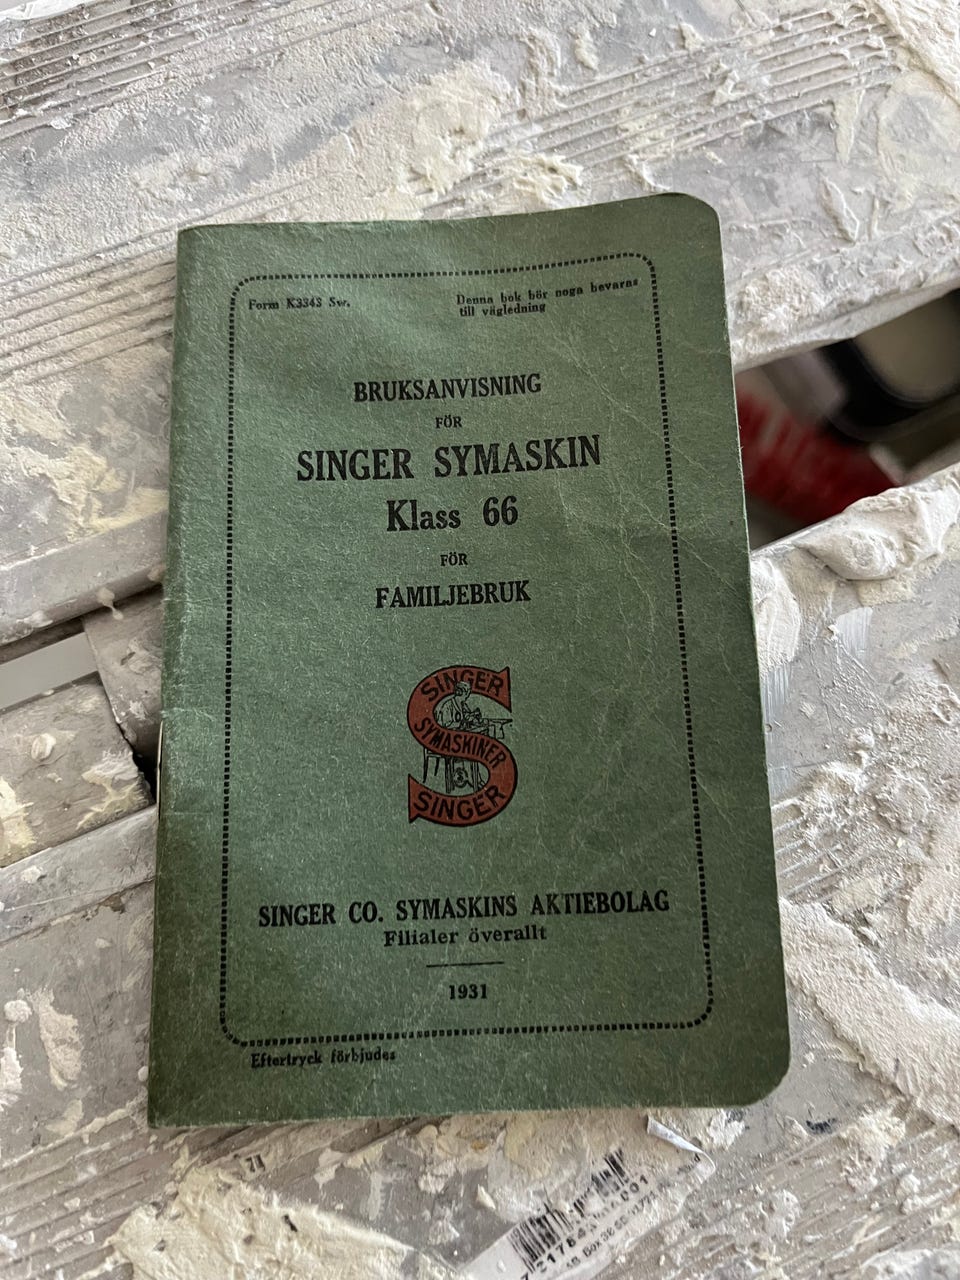 Form K3343 Sw.
Denna bok bör noga bevaras
till vägledning
BRUKSANVISNING
FÖR
SINGER SYMASKIN
Klass 66
FÖR
FAMILJEBRUK
SINGER
SYMASKINER
SINGER
SINGER CO. SYMASKINS AKTIEBOLAG
Filialer överallt
1931
Eftertryck förbjudes